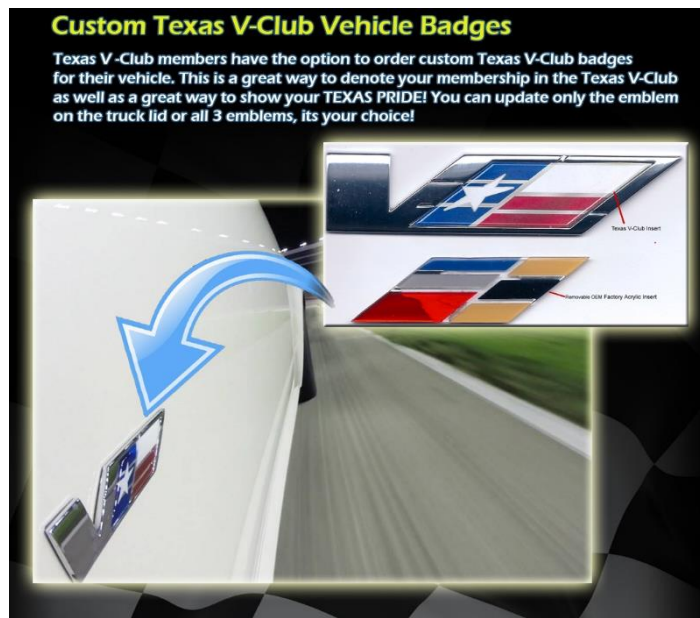 Custom Texas V-Club Vehicle Badges
Texas V -Club members have the option to order custom Texas V-Club badges
for their vehicle. This is a great way to denote your membership in the Texas V-Club
as well as a great way to show your TEXAS PRIDE! You can update only the emblem
on the truck lid or all 3 emblems, its your choice!
Texas V-Club Insert
Removable OEM Factory Acrylic Insert